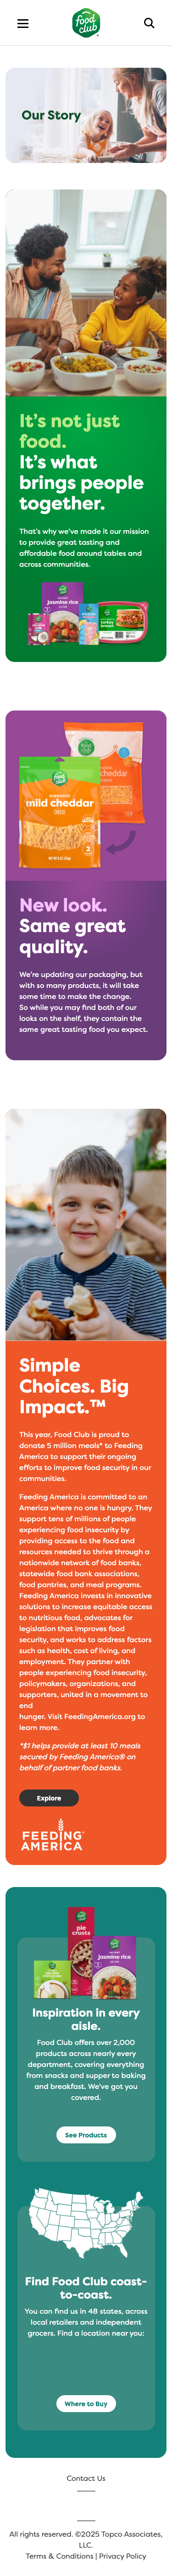 food
club
Our Story
It's not just
food.
It's what
brings people
together.
That's why we've made it our mission
to provide great tasting and
affordable food around tables and
across communities.
jasmine rice
turkey
burgers
food
club
cheddar
food
club
SHREDDED
mild cheddar
CHEESE
2
NET WT 8 OZ (226g)
New look.
Same great
quality.
We're updating our packaging, but
with so many products, it will take
some time to make the change.
So while you may find both of our
looks on the shelf, they contain the
same great tasting food you expect.
Simple
Choices. Big
Impact.™
This year, Food Club is proud to
donate 5 million meals* to Feeding
America to support their ongoing
efforts to improve food security in our
communities.
Feeding America is committed to an
America where no one is hungry. They
support tens of millions of people
experiencing food insecurity by
providing access to the food and
resources needed to thrive through a
nationwide network of food banks,
statewide food bank associations,
food pantries, and meal programs.
Feeding America invests in innovative
solutions to increase equitable access
to nutritious food, advocates for
legislation that improves food
security, and works to address factors
such as health, cost of living, and
employment. They partner with
people experiencing food insecurity,
policymakers, organizations, and
supporters, united in a movement to
end
hunger. Visit FeedingAmerica.org to
learn more.
*$1 helps provide at least 10 meals
secured by Feeding America® on
behalf of partner food banks.
Explore
FEEDING
AMERICA
pie
crusts
jasmine rice
Inspiration in every
aisle.
Food Club offers over 2,000
products across nearly every
department, covering everything
from snacks and supper to baking
and breakfast. We've got you
covered.
See Products
Find Food Club coast-
to-coast.
You can find us in 48 states, across
local retailers and independent
grocers. Find a location near you:
Where to Buy
Contact Us
All rights reserved. ©2025 Topco Associates,
LLC.
Terms & Conditions | Privacy Policy